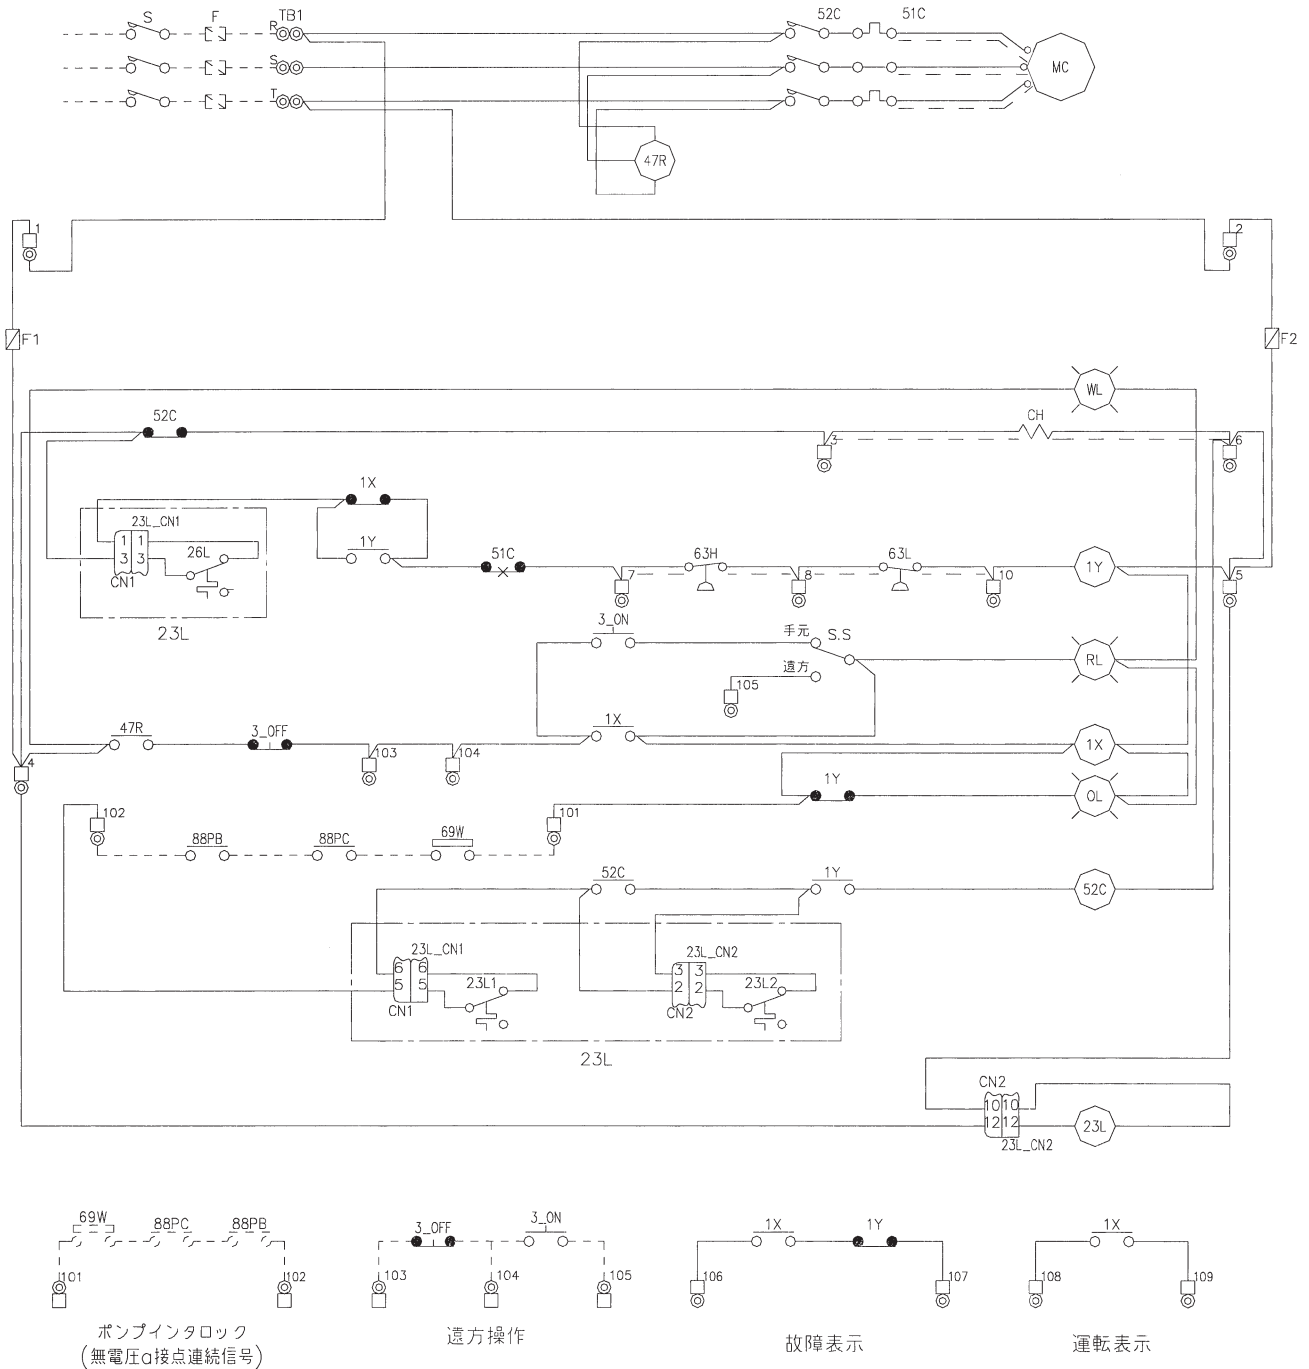 S F TB1 52C 51C
R
S MC
T
47R
1 2
F1 F2
WL
52C CH
3 6
1X
23L_CN1
1 1 26L 1Y 51C 63H 63L
3 3 7 8 10 1Y 5
CN1
23L
3_ON 手元 S.S
遠方 RL
105
47R 3_OFF 1X
103 104 1X
4
1Y
102 101 OL
88PB 88PC 69W
52C 1Y
52C
23L_CN1 23L_CN2
6 6 3 3
5 5 23L1 2 2 23L2
CN1 CN2
23L
CN2
10 10
12 12 23L
23L_CN2
69W 88PC 88PB 3_OFF 3_ON 1X 1Y 1X
101 102 103 104 105 106 107 108 109
ポンプインタロック 遠方操作 故障表示 運転表示
(無電圧a接点連続信号)